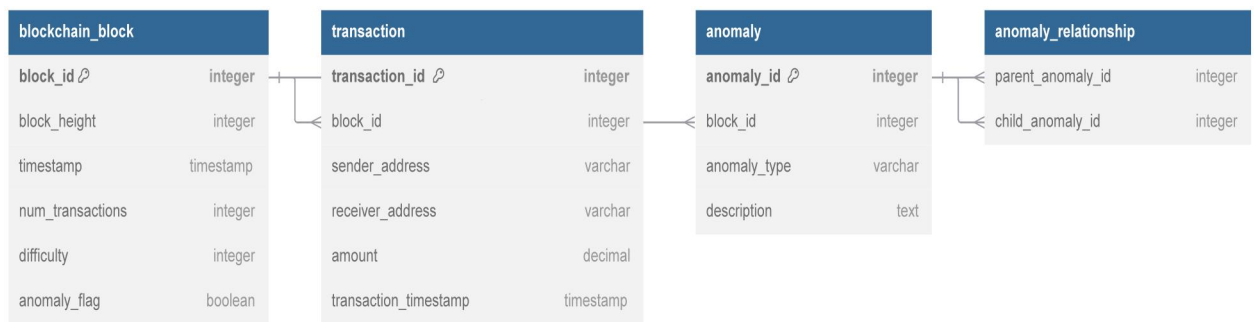 blockchain_block
block_id integer
block_height integer
timestamp timestamp
num_transactions integer
difficulty integer
anomaly_flag boolean
transaction
transaction_id integer
block_id integer
sender_address varchar
receiver_address varchar
amount decimal
transaction_timestamp timestamp
anomaly
anomaly_id integer
block_id integer
anomaly_type varchar
description text
anomaly_relationship
parent_anomaly_id integer
child_anomaly_id integer